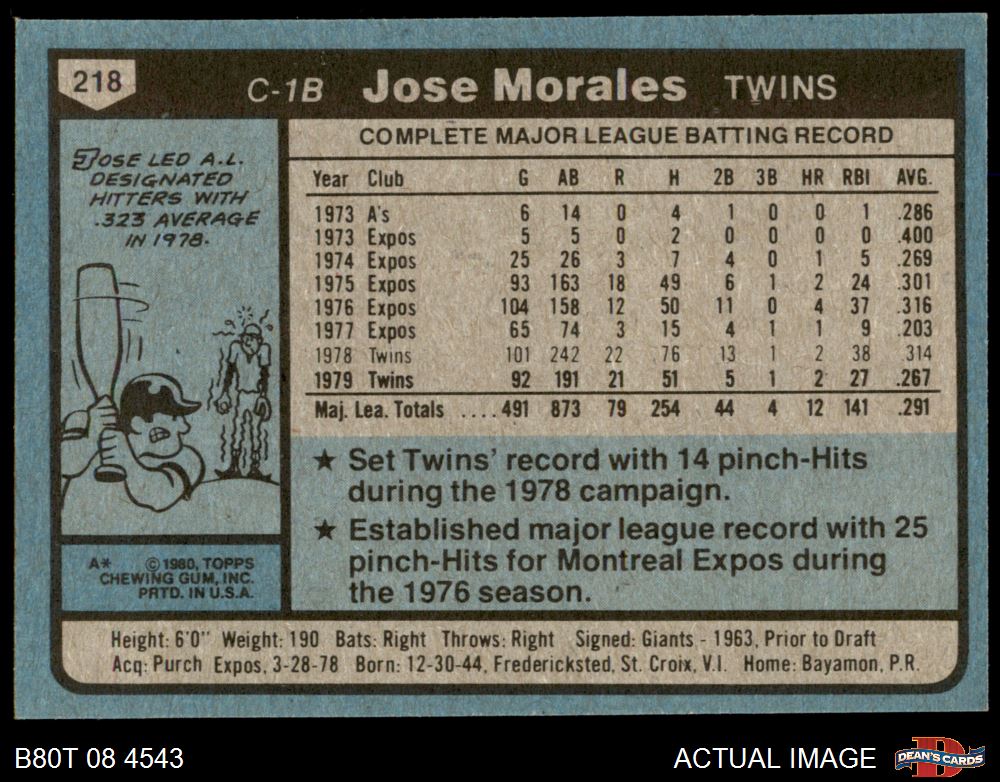 218 C-1B Jose Morales TWINS
JOSE LED A.L.
DESIGNATED
HITTERS WITH
.323 AVERAGE
IN 1978.
COMPLETE MAJOR LEAGUE BATTING RECORD
Year Club G AB R H 2B 3B HR RBI AVG.
1973 A's 6 14 0 4 1 0 0 1 .286
1973 Expos 5 5 0 2 0 0 0 0 .400
1974 Expos 25 26 3 7 4 0 1 5 .269
1975 Expos 93 163 18 49 6 1 2 24 .301
1976 Expos 104 158 12 50 11 0 4 37 .316
1977 Expos 65 74 3 15 4 1 1 9 .203
1978 Twins 101 242 22 76 13 1 2 38 .314
1979 Twins 92 191 21 51 5 1 2 27 .267
Maj. Lea. Totals ....491 873 79 254 44 4 12 141 .291
★ Set Twins' record with 14 pinch-Hits
during the 1978 campaign.
★ Established major league record with 25
pinch-Hits for Montreal Expos during
the 1976 season.
A* ©1980, TOPPS
CHEWING GUM, INC.
PRTD. IN U.S.A.
Height: 6'0" Weight: 190 Bats: Right Throws: Right Signed: Giants - 1963, Prior to Draft
Acq: Purch Expos, 3-28-78 Born: 12-30-44, Fredericksted, St. Croix, V.I. Home: Bayamon, P.R.
B80T 08 4543 ACTUAL IMAGE D DEAN'S CARDS